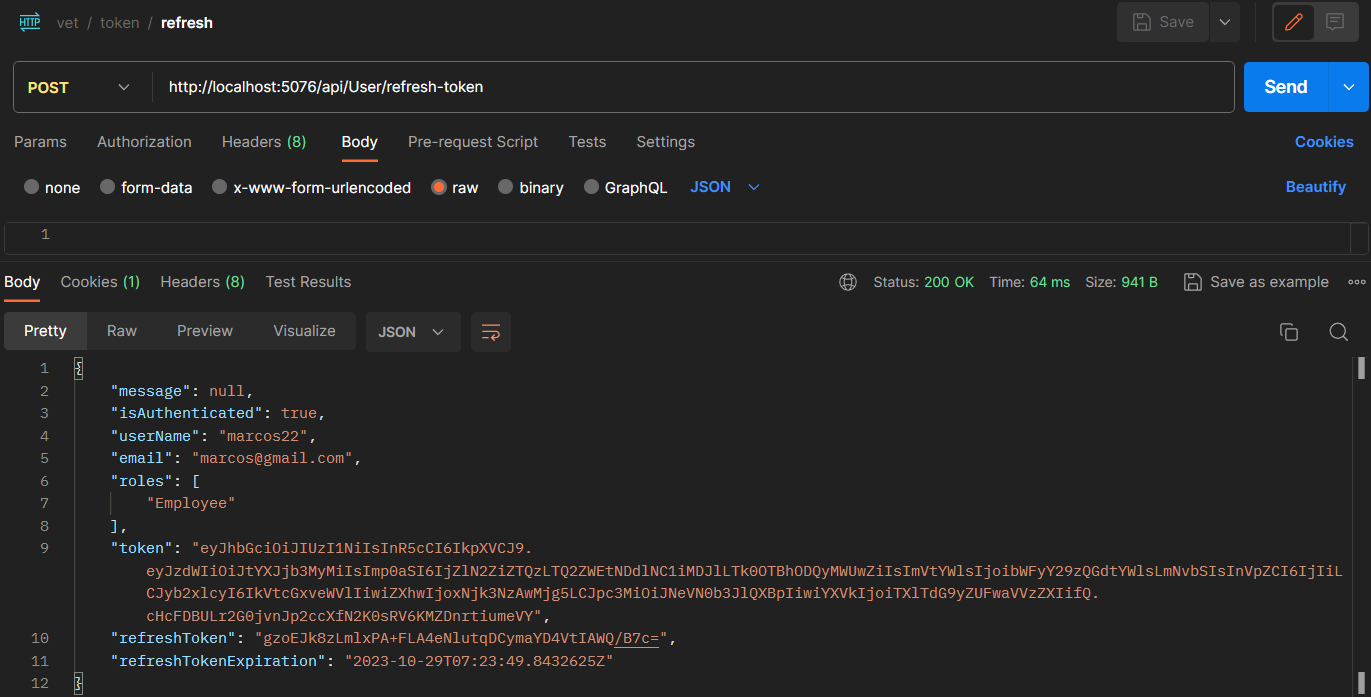 HTTP vet / token / refresh
Save
POST http://localhost:5076/api/User/refresh-token Send
Params Authorization Headers (8) Body Pre-request Script Tests Settings Cookies
none form-data x-www-form-urlencoded raw binary GraphQL JSON Beautify
1
Body Cookies (1) Headers (8) Test Results Status: 200 OK Time: 64 ms Size: 941 B Save as example
Pretty Raw Preview Visualize JSON
1 {
2 "message": null,
3 "isAuthenticated": true,
4 "userName": "marcos22",
5 "email": "marcos@gmail.com",
6 "roles": [
7 "Employee"
8 ],
9 "token": "eyJhbGciOiJIUzI1NiIsInR5cCI6IkpXVCJ9.
eyJzdWIiOiJtYXJjb3MyMiIsImp0aSI6IjZlN2ZiZTQzLTQ2ZWEtNDdlNC1iMDJlLTk0OTBhODQyMWUwZiIsImVtYWlsIjoibWFyY29zQGdtYWlsLmNvbSIsInVpZCI6IjIiL
CJyb2xlcyI6IkVtcGxveWVlIiwiZXhwIjoxNjk3NzAwMjg5LCJpc3MiOiJNeVN0b3JlQXBpIiwiYXVkIjoiTXlTdG9yZUFwaVVzZXIifQ.
cHcFDBULr2G0jvnJp2ccXfN2K0sRV6KMZDnrtiumeVY",
10 "refreshToken": "gzoEJk8zLmlxPA+FLA4eNlutqDCymaYD4VtIAWQ/B7c=",
11 "refreshTokenExpiration": "2023-10-29T07:23:49.8432625Z"
12 }